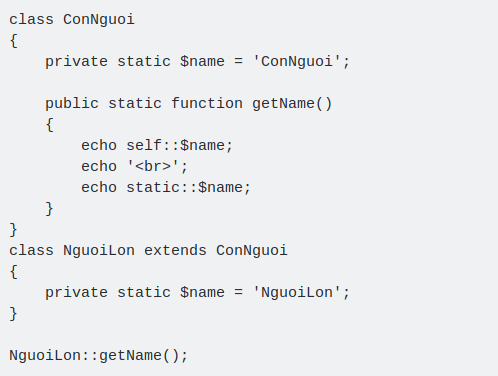 class ConNguoi
{
    private static $name = 'ConNguoi';

    public static function getName()
    {
        echo self::$name;
        echo '<br>';
        echo static::$name;
    }
}
class NguoiLon extends ConNguoi
{
    private static $name = 'NguoiLon';
}

NguoiLon::getName();